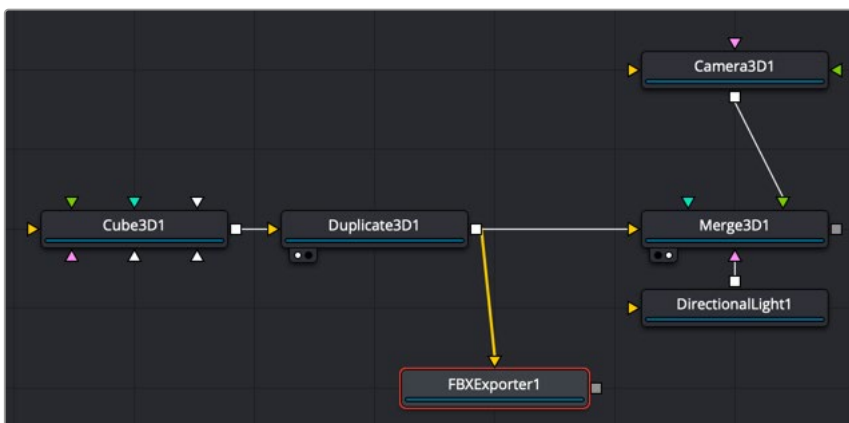 Camera3D1
Cube3D1
Duplicate3D1
Merge3D1
DirectionalLight1
FBXExporter1